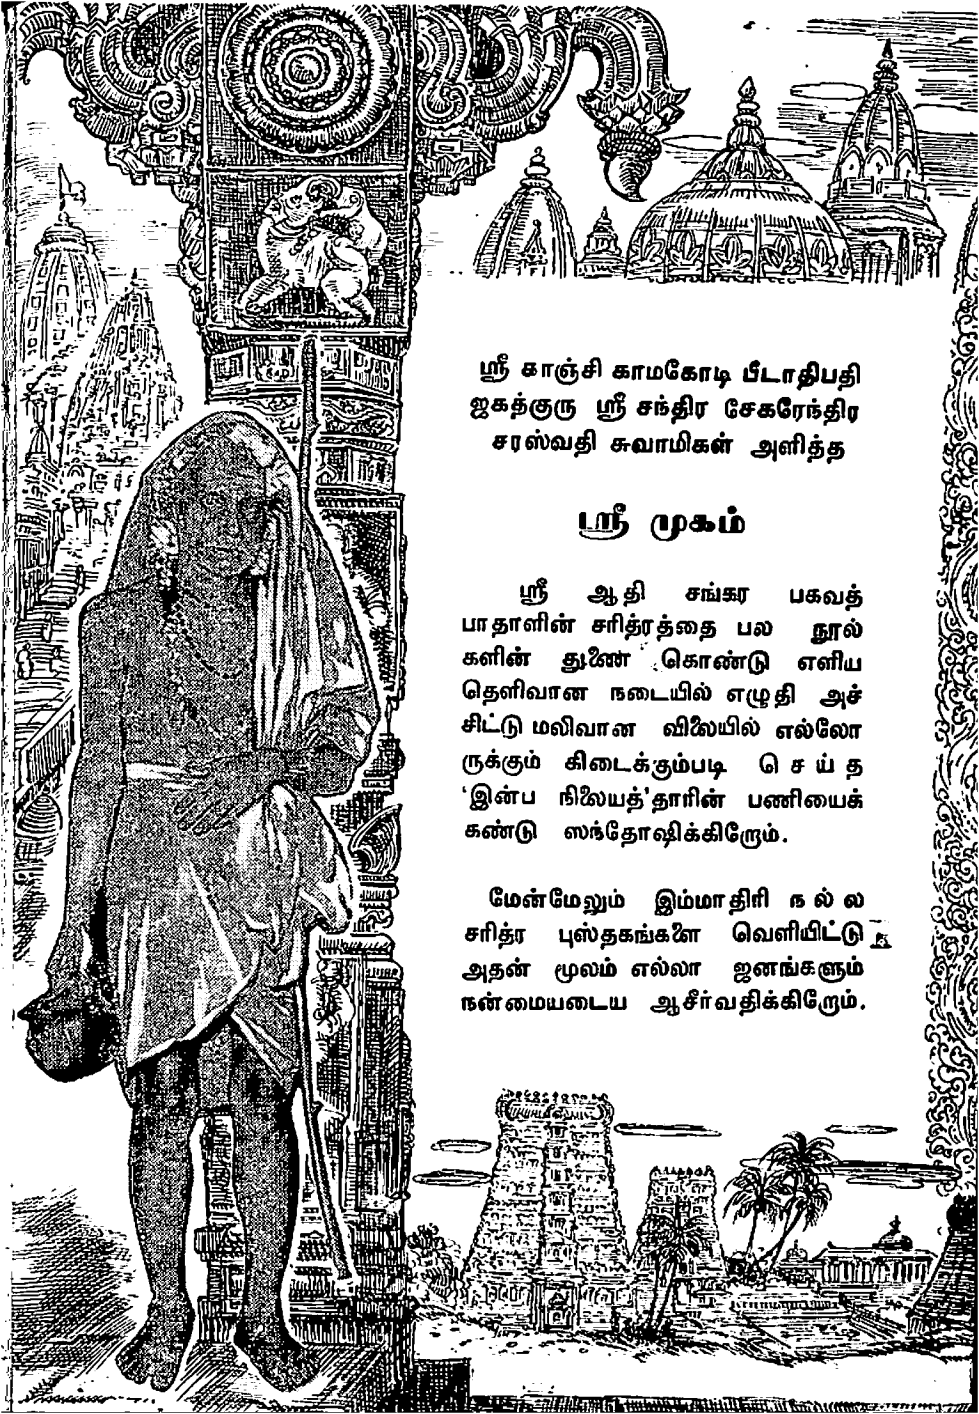 ஸ்ரீ காஞ்சி காமகோடி பீடாதிபதி
ஜகத்குரு ஸ்ரீ சந்திர சேகரேந்திர
சரஸ்வதி சுவாமிகள் அளித்த
ஸ்ரீ முகம்
ஸ்ரீ ஆதி சங்கர பகவத்
பாதாளின் சரித்ரத்தை பல நூல்
களின் துணை கொண்டு எளிய
தெளிவான நடையில் எழுதி அச்
சிட்டு மலிவான விலையில் எல்லோ
ருக்கும் கிடைக்கும்படி செய்த
‘இன்ப நிலையத்’தாரின் பணியைக்
கண்டு ஸந்தோஷிக்கிறோம்.
மேன்மேலும் இம்மாதிரி நல்ல
சரித்ர புஸ்தகங்களை வெளியிட்டு
அதன் மூலம் எல்லா ஜனங்களும்
நன்மையடைய ஆசீர்வதிக்கிறோம்.